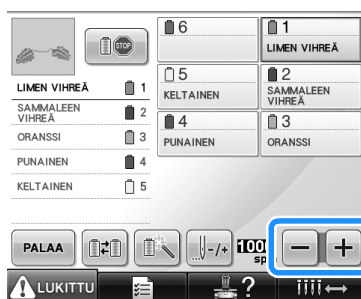 6
1
LIMEN VIHREÄ
5
KELTAINEN
2
SAMMALEEN
VIHREÄ
4
PUNAINEN
3
ORANSSI
STOP
LIMEN VIHREÄ 1
SAMMALEEN
VIHREÄ 2
ORANSSI 3
PUNAINEN 4
KELTAINEN 5
PALAA
-/+
- +
LUKITTU
?